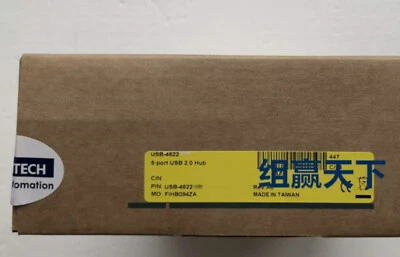 USB-4622
5-port USB 2.0 Hub
447
C/N
P/N: USB-4622
MO: FIHB094ZA
MADE IN TAIWAN
TECH
omation
组赢天下